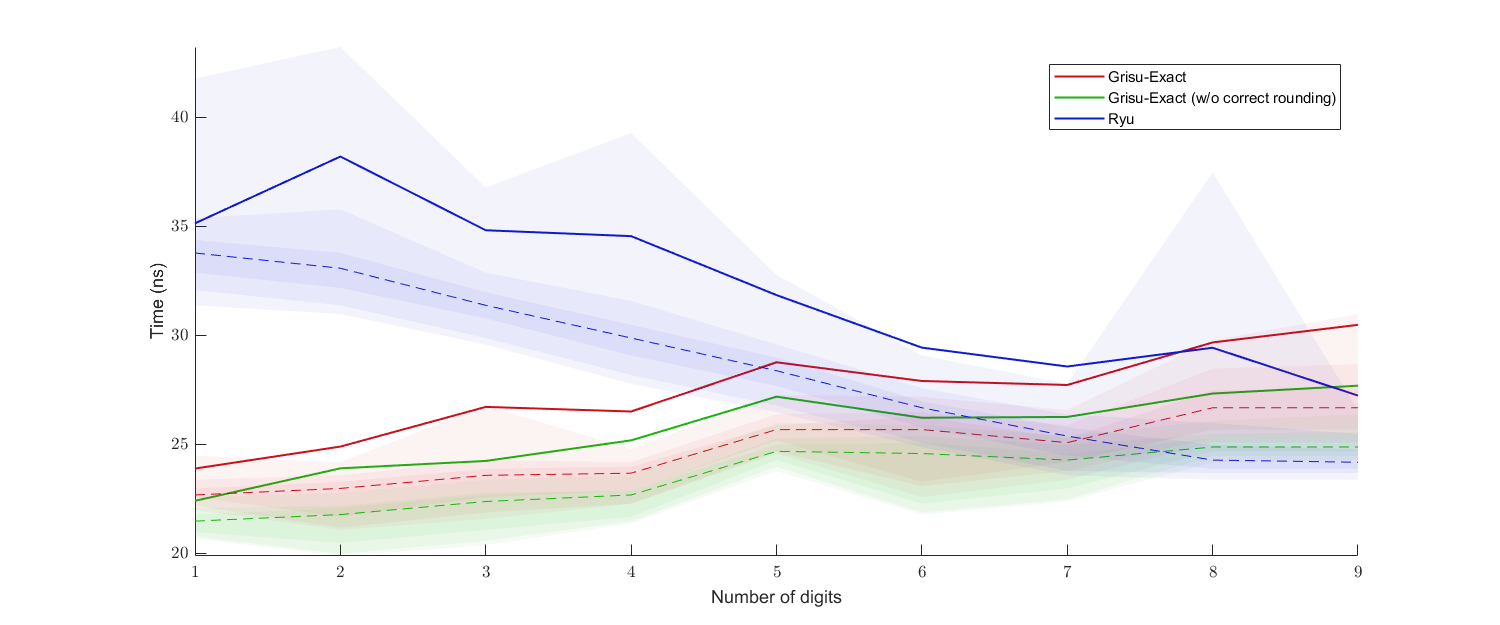 40
35
30
25
20
Time (ns)
1 2 3 4 5 6 7 8 9
Number of digits
Grisu-Exact
Grisu-Exact (w/o correct rounding)
Ryu